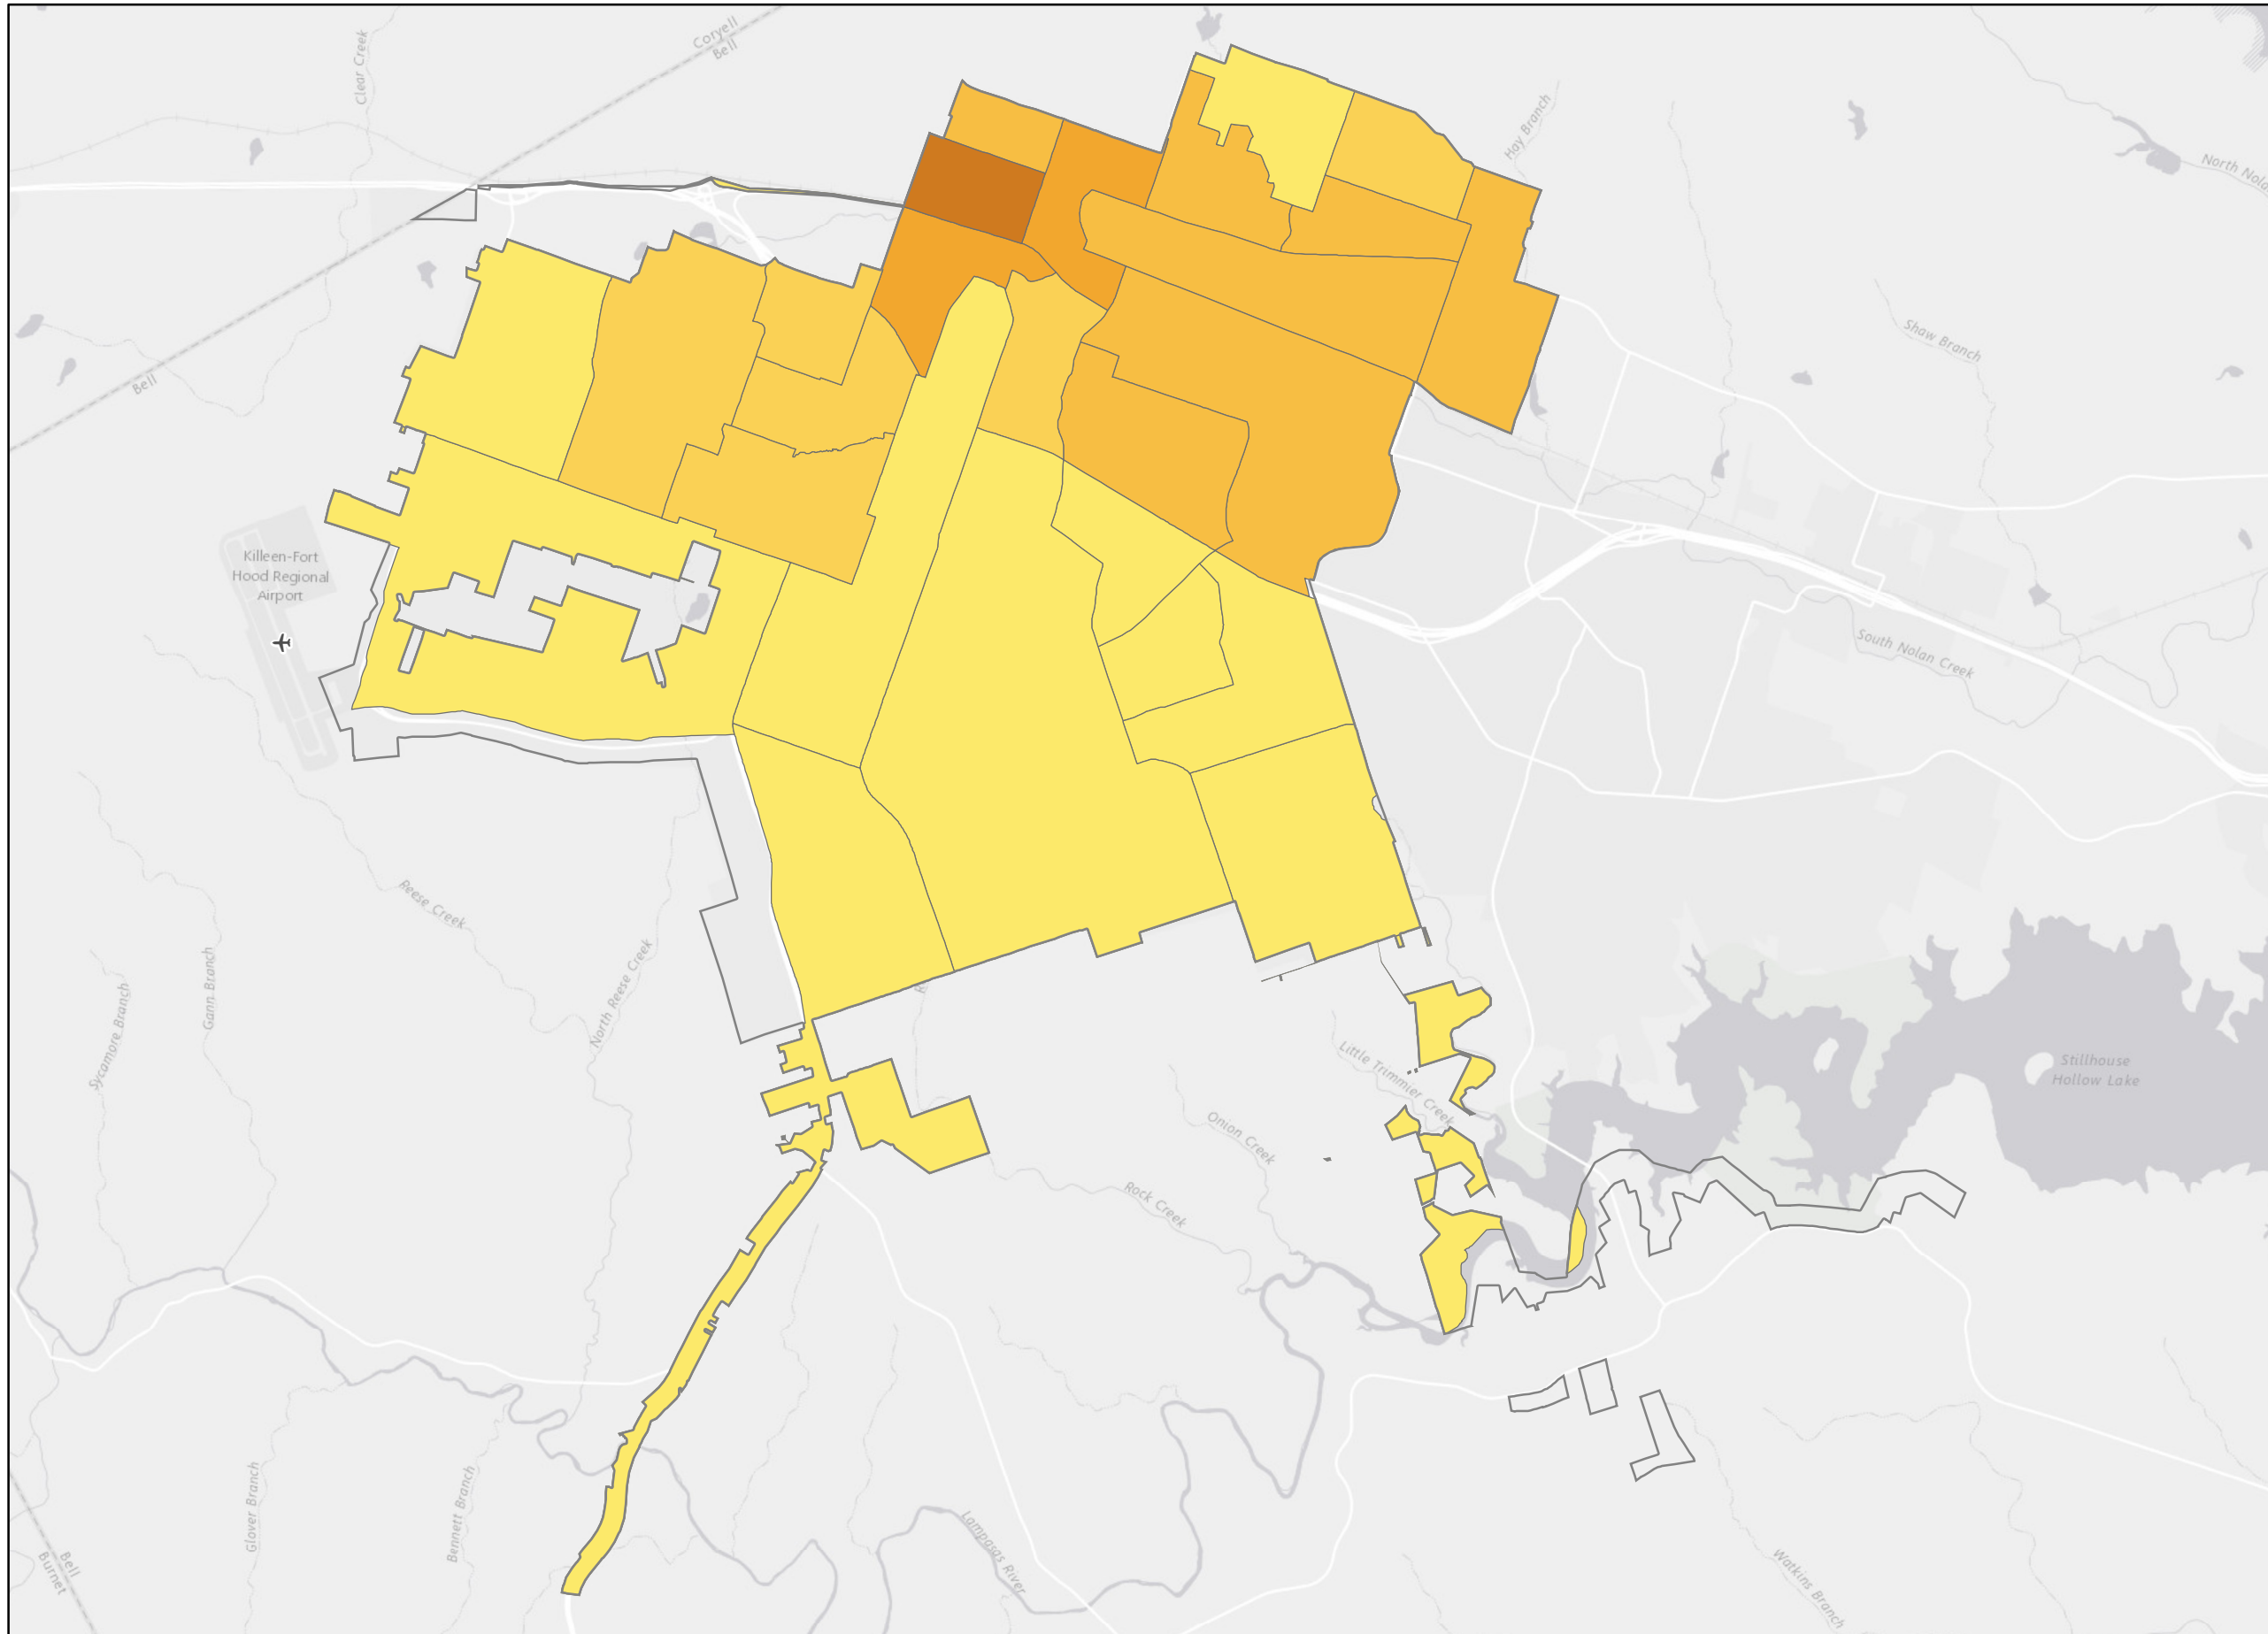 Coryell
Bell
Clear Creek
Hay Branch
North Nola
Shaw Branch
Bell
Killeen-Fort
Hood Regional
Airport
South Nolan Creek
Reese Creek
Gann Branch
North Reese Creek
Sycamore Branch
R
Little Trimmier Creek
Stillhouse
Hollow Lake
Onion Creek
Rock Creek
Glover Branch
Bennett Branch
Lampasas River
Watkins Branch
Bell
Burnet